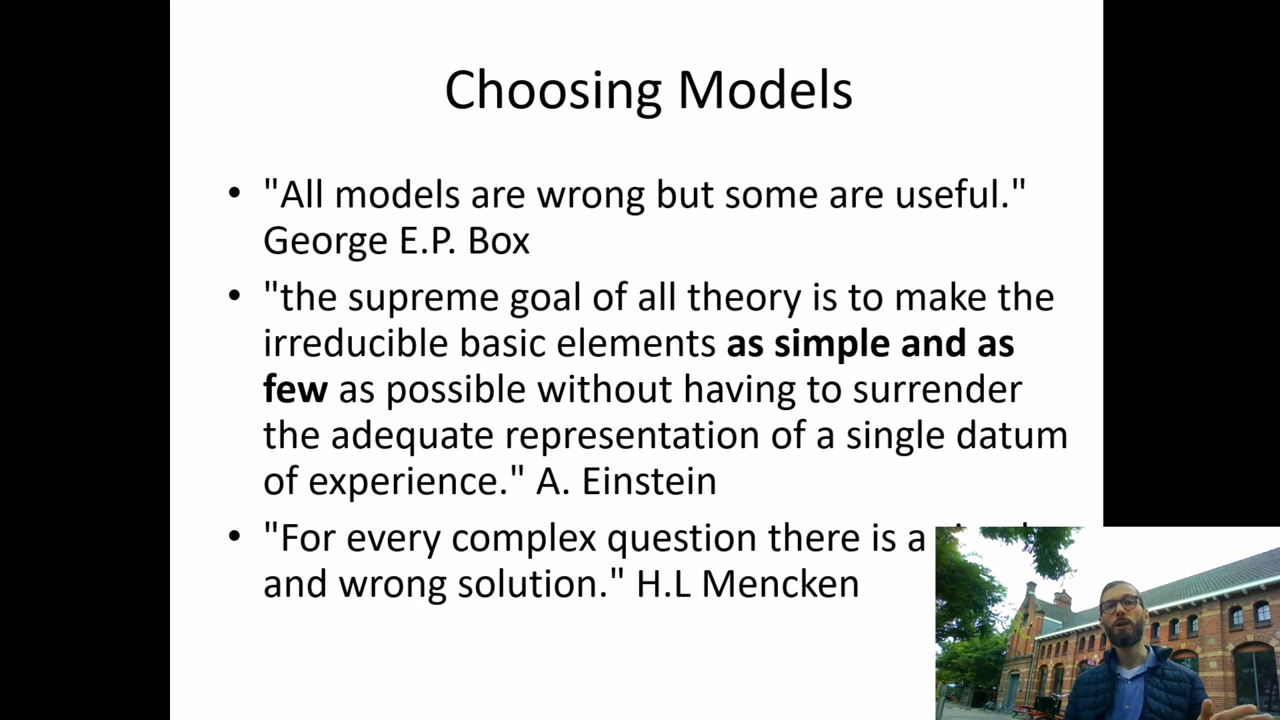 Choosing Models
• "All models are wrong but some are useful."
George E.P. Box
• "the supreme goal of all theory is to make the
irreducible basic elements as simple and as
few as possible without having to surrender
the adequate representation of a single datum
of experience." A. Einstein
• "For every complex question there is a
and wrong solution." H.L Mencken